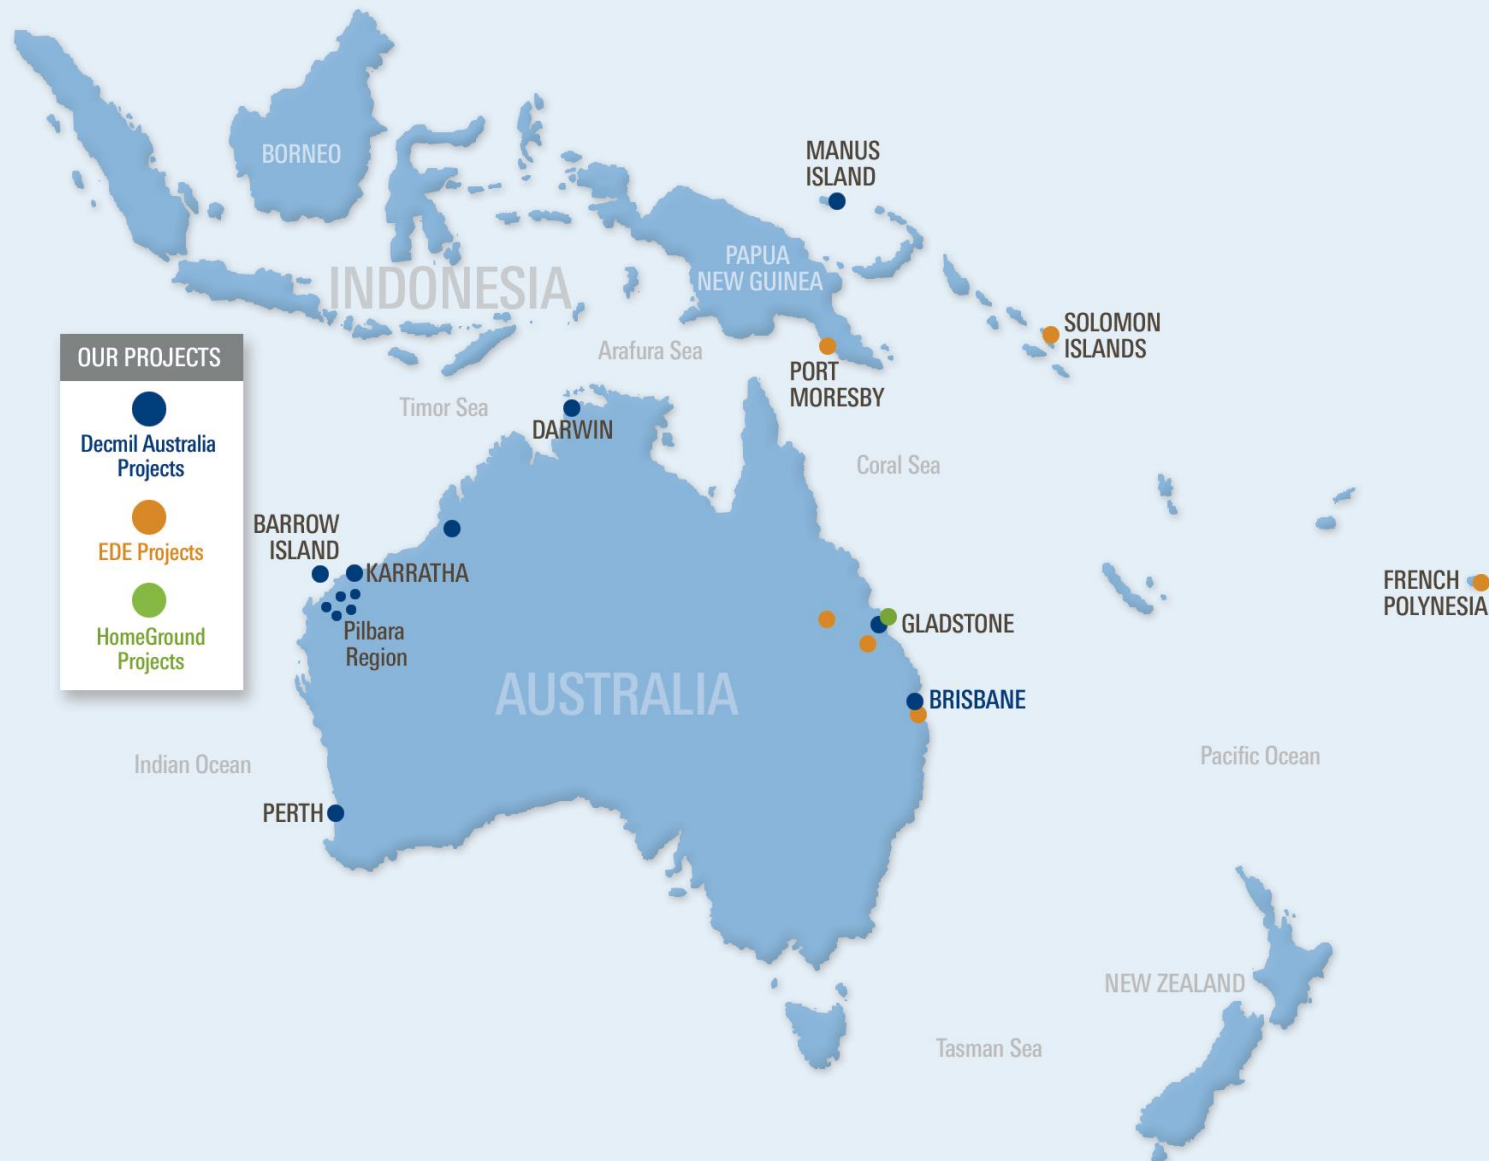 BORNEO
MANUS
ISLAND
PAPUA
NEW GUINEA
INDONESIA
SOLOMON
ISLANDS
OUR PROJECTS
Decmil Australia
Projects
EDE Projects
HomeGround
Projects
Arafura Sea
PORT
MORESBY
Timor Sea
DARWIN
Coral Sea
BARROW
ISLAND
KARRATHA
Pilbara
Region
FRENCH
POLYNESIA
GLADSTONE
AUSTRALIA
BRISBANE
Indian Ocean
Pacific Ocean
PERTH
NEW ZEALAND
Tasman Sea